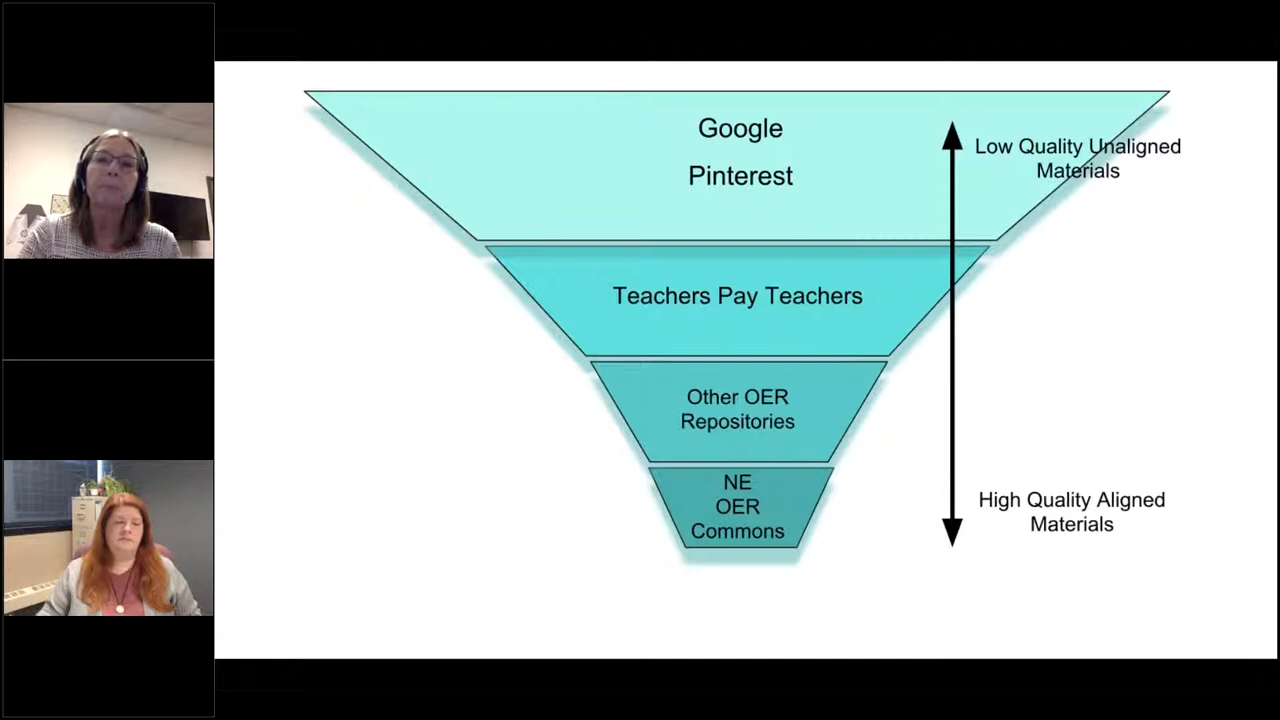 Google
Pinterest
Low Quality Unaligned
Materials
Teachers Pay Teachers
Other OER
Repositories
NE
OER
Commons
High Quality Aligned
Materials